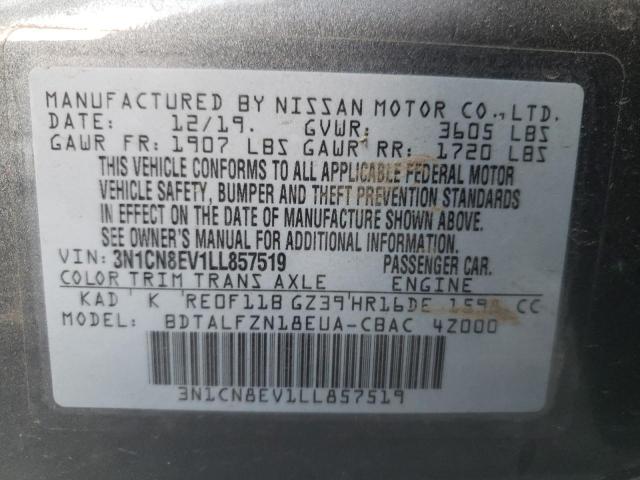 MANUFACTURED BY NISSAN MOTOR CO., LTD.
DATE: 12/19. GVWR: 3605 LBS
GAWR FR: 1907 LBS GAWR RR: 1720 LBS
THIS VEHICLE CONFORMS TO ALL APPLICABLE FEDERAL MOTOR
VEHICLE SAFETY, BUMPER AND THEFT PREVENTION STANDARDS
IN EFFECT ON THE DATE OF MANUFACTURE SHOWN ABOVE.
SEE OWNER'S MANUAL FOR ADDITIONAL INFORMATION.
VIN: 3N1CN8EV1LL857519 PASSENGER CAR.
COLOR TRIM TRANS AXLE ENGINE
KAD K RE0F11B GZ39 HR16DE 1598 CC
MODEL: BDTALFZN18EUA-CBAC 4Z000
3N1CN8EV1LL857519